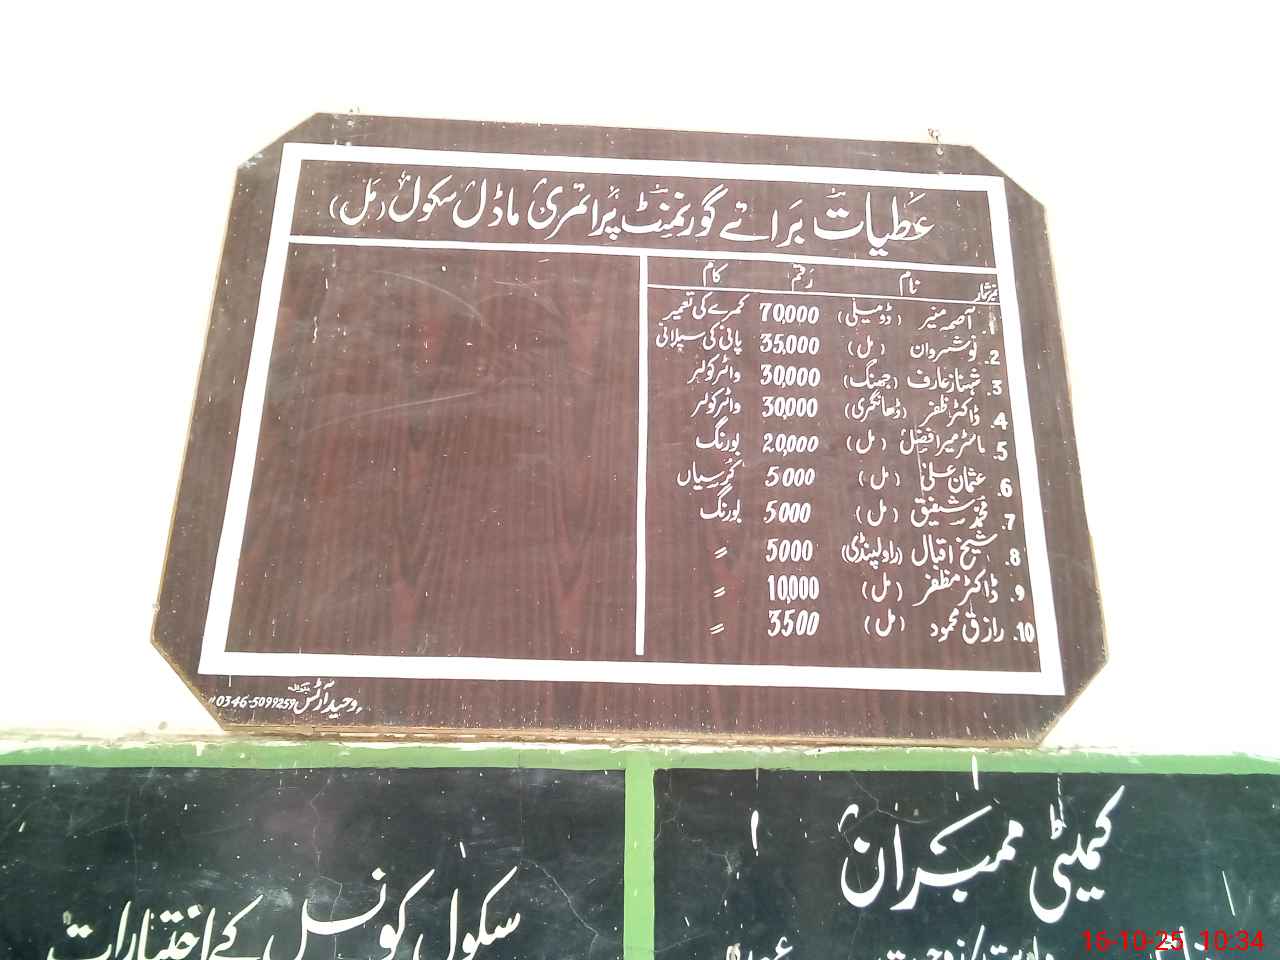 عطیات برائے گورنمنٹ پرائمری ماڈل سکول (مل)
نمبر شمار نام رقم کام
1. آصمہ منیر (ڈومیلی) 70,000 کمرے کی تعمیر
2. نوشیروان (مل) 35,000 پانی کی سپلائی
3. شہناز عارف (جھنگ) 30,000 واٹر کولر
4. ڈاکٹر ظفر (ڈھانگری) 30,000 واٹر کولر
5. ماسٹر میر افضل (مل) 20,000 بورنگ
6. عثمان علی (مل) 5000 کرسیاں
7. محمد شفیق (مل) 5000 بورنگ
8. شیخ اقبال (راولپنڈی) 5000 〃
9. ڈاکٹر مظفر (مل) 10,000 〃
10. رازق محمود (مل) 3500 〃
وحید آرٹس 0346-5099259
کمیٹی ممبران
سکول کونسل کے اختیارات
16-10-25 10:34